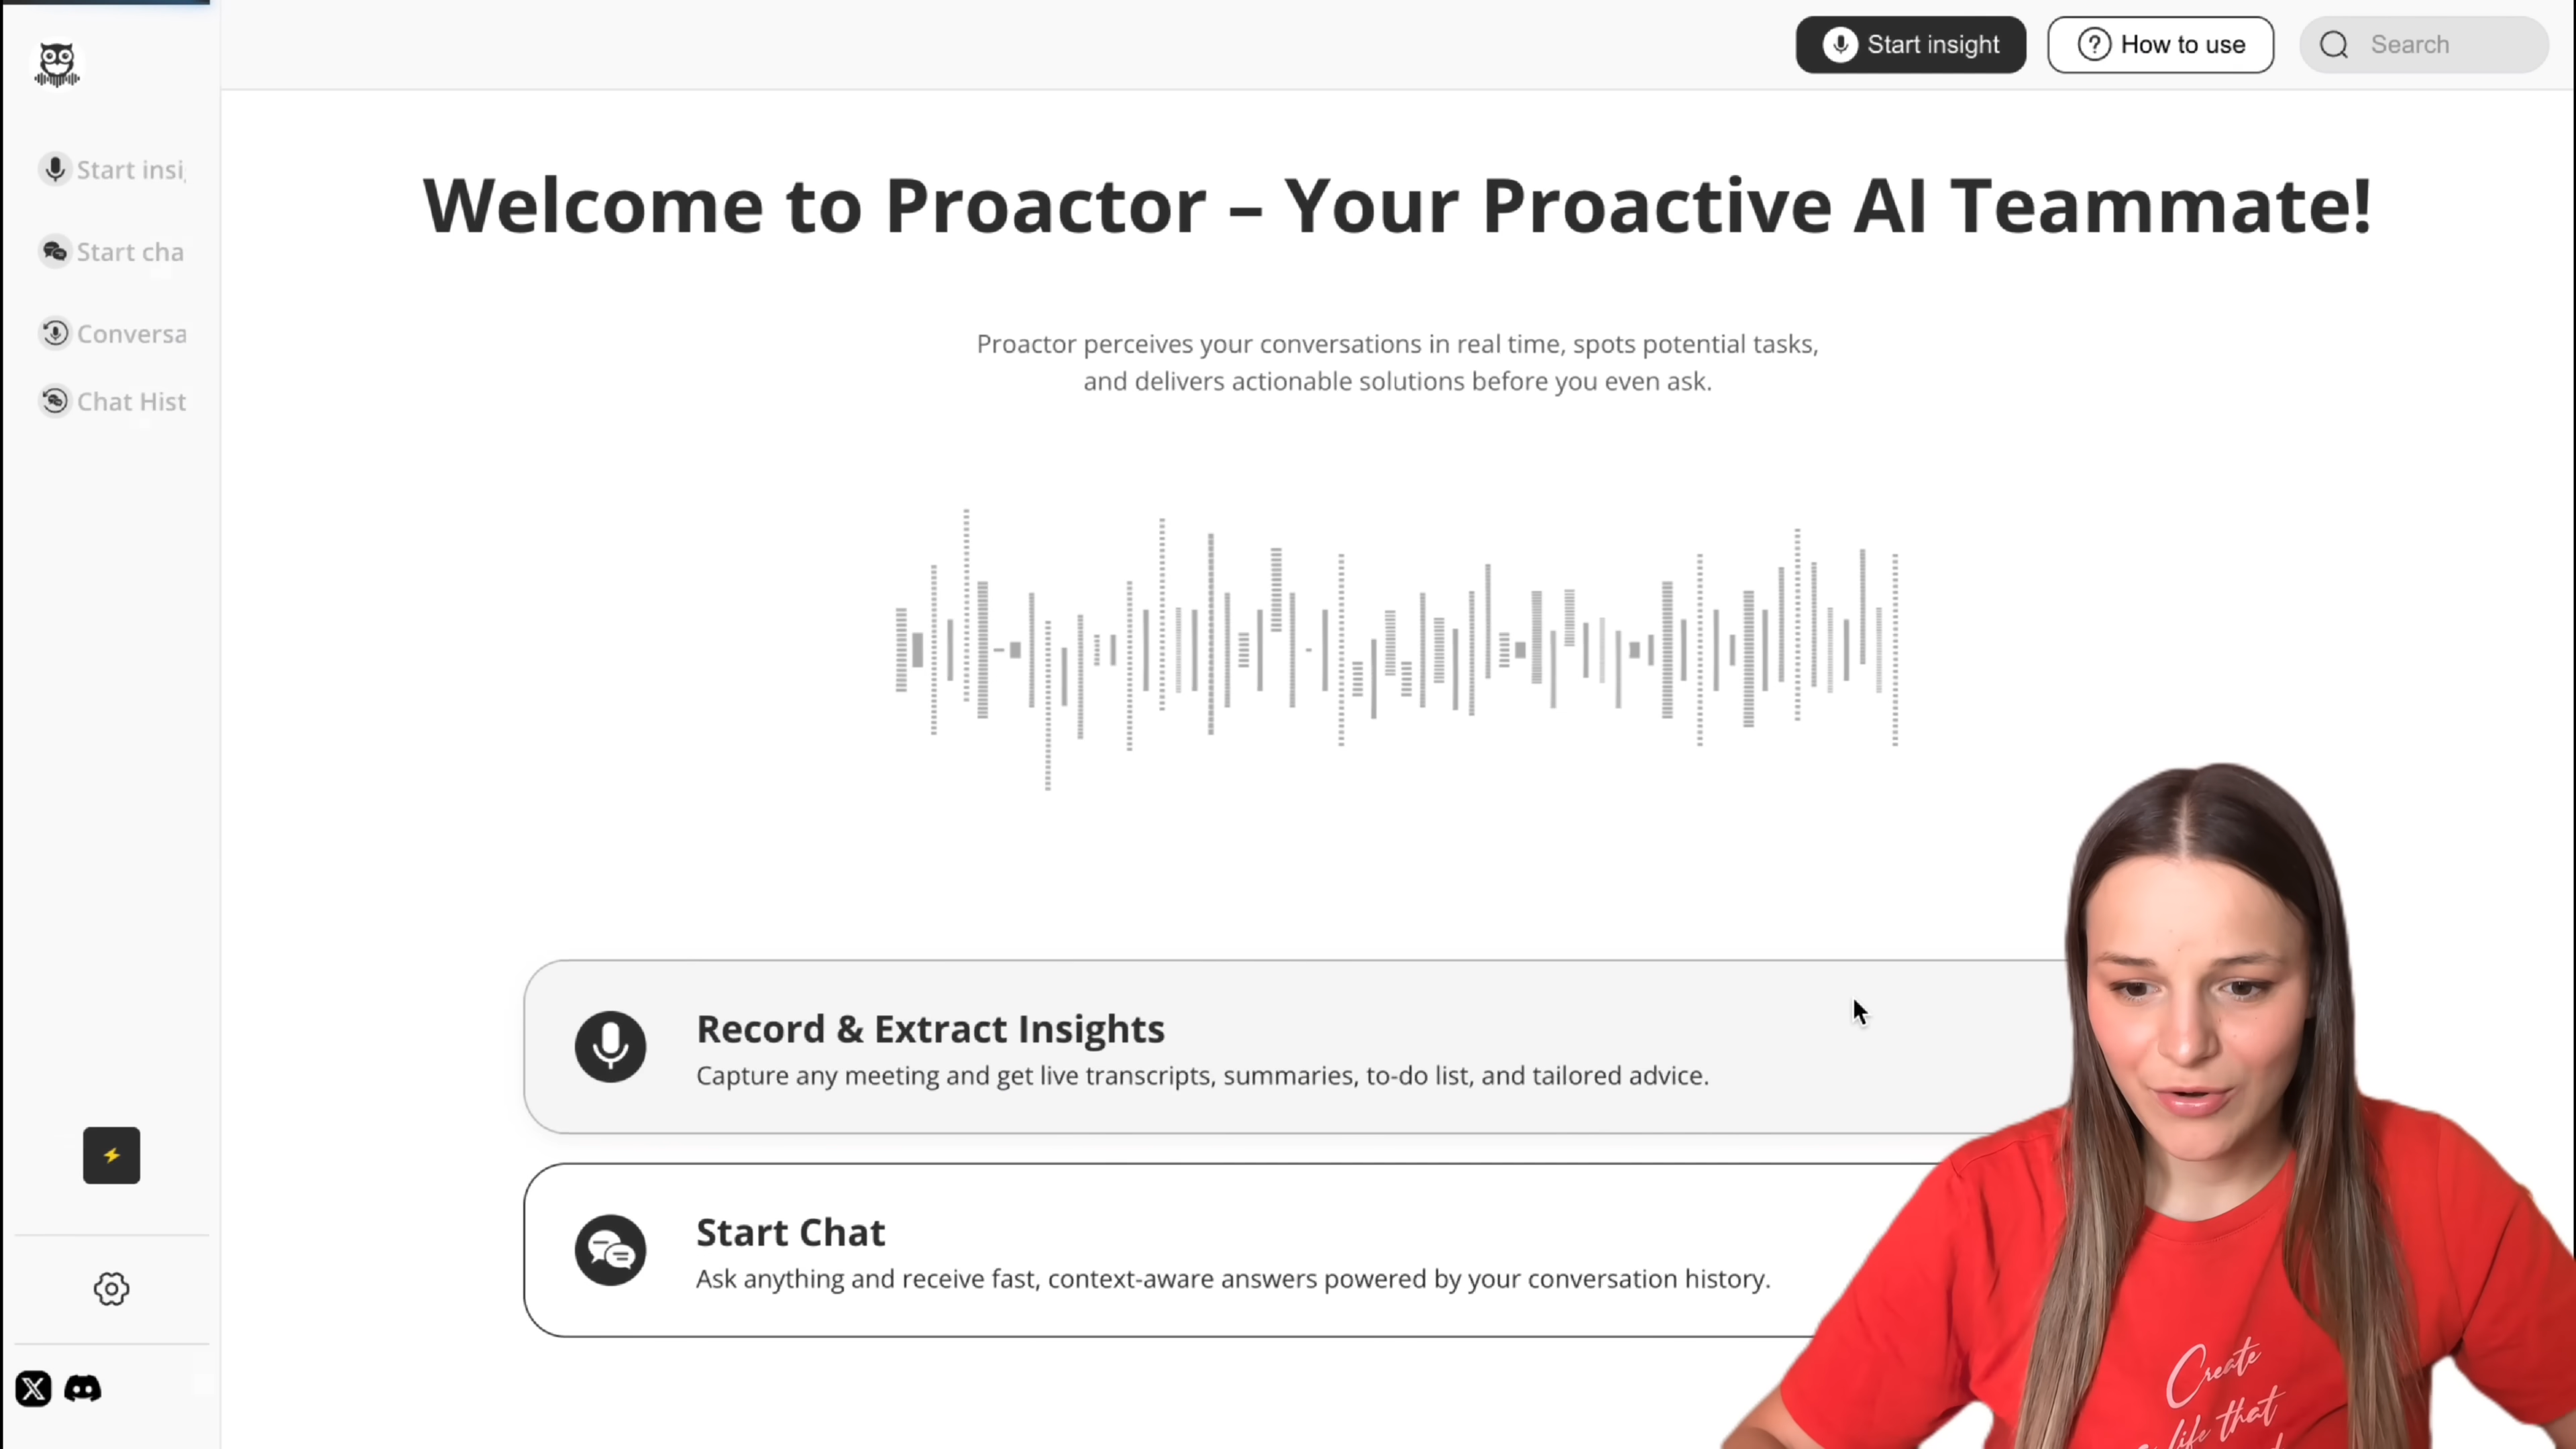 Start insight
How to use
Search
Start insi
Start cha
Conversa
Chat Hist
Welcome to Proactor – Your Proactive AI Teammate!
Proactor perceives your conversations in real time, spots potential tasks,
and delivers actionable solutions before you even ask.
Record & Extract Insights
Capture any meeting and get live transcripts, summaries, to-do list, and tailored advice.
Start Chat
Ask anything and receive fast, context-aware answers powered by your conversation history.
Create
life that